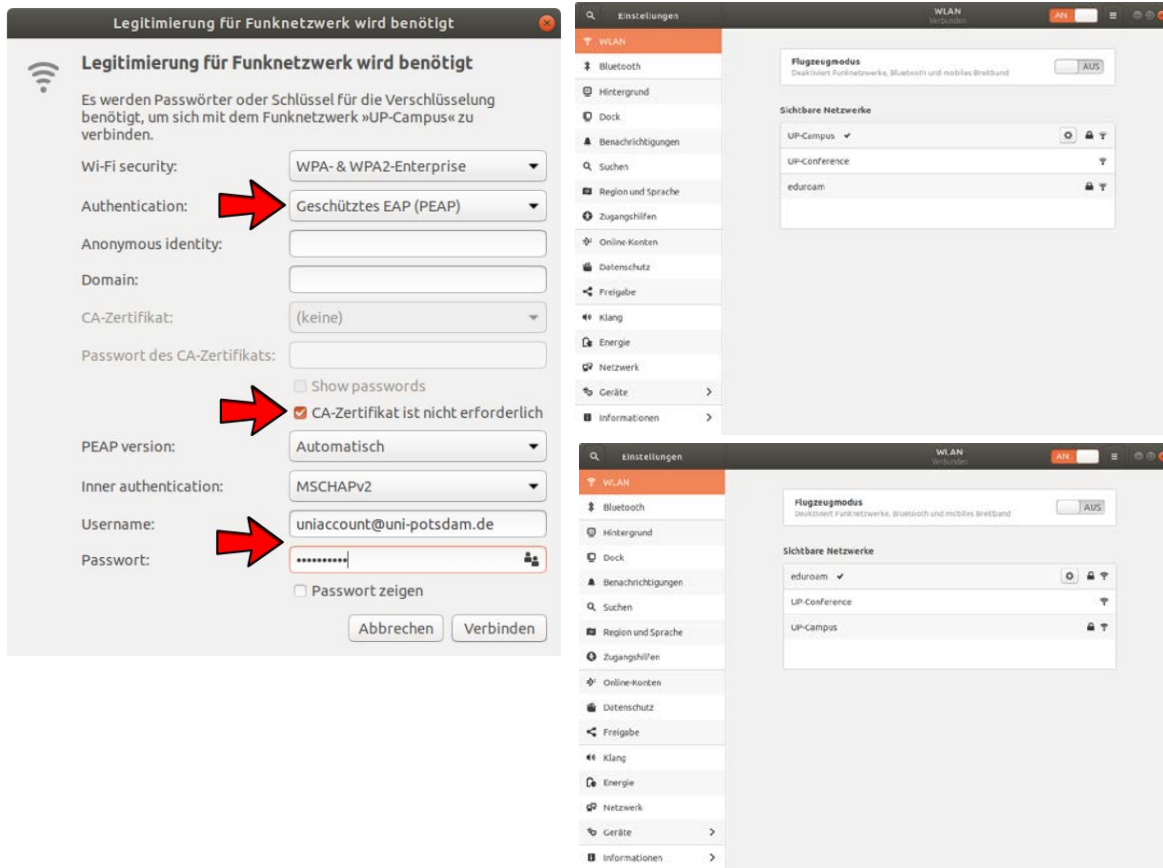 Legitimierung für Funknetzwerk wird benötigt
Legitimierung für Funknetzwerk wird benötigt
Es werden Passwörter oder Schlüssel für die Verschlüsselung
benötigt, um sich mit dem Funknetzwerk »UP-Campus« zu
verbinden.
Wi-Fi security: WPA- & WPA2-Enterprise
Authentication: Geschütztes EAP (PEAP)
Anonymous identity:
Domain:
CA-Zertifikat: (keine)
Passwort des CA-Zertifikats:
Show passwords
CA-Zertifikat ist nicht erforderlich
PEAP version: Automatisch
Inner authentication: MSCHAPv2
Username: uniaccount@uni-potsdam.de
Passwort: ••••••••••
Passwort zeigen
Abbrechen Verbinden
Einstellungen
WLAN
Verbunden
AN
WLAN
Bluetooth
Hintergrund
Dock
Benachrichtigungen
Suchen
Region und Sprache
Zugangshilfen
Online-Konten
Datenschutz
Freigabe
Klang
Energie
Netzwerk
Geräte
Informationen
Flugzeugmodus
Deaktiviert Funknetzwerke, Bluetooth und mobiles Breitband
AUS
Sichtbare Netzwerke
UP-Campus
UP-Conference
eduroam
Einstellungen
WLAN
Verbunden
AN
WLAN
Bluetooth
Hintergrund
Dock
Benachrichtigungen
Suchen
Region und Sprache
Zugangshilfen
Online-Konten
Datenschutz
Freigabe
Klang
Energie
Netzwerk
Geräte
Informationen
Flugzeugmodus
Deaktiviert Funknetzwerke, Bluetooth und mobiles Breitband
AUS
Sichtbare Netzwerke
eduroam
UP-Conference
UP-Campus